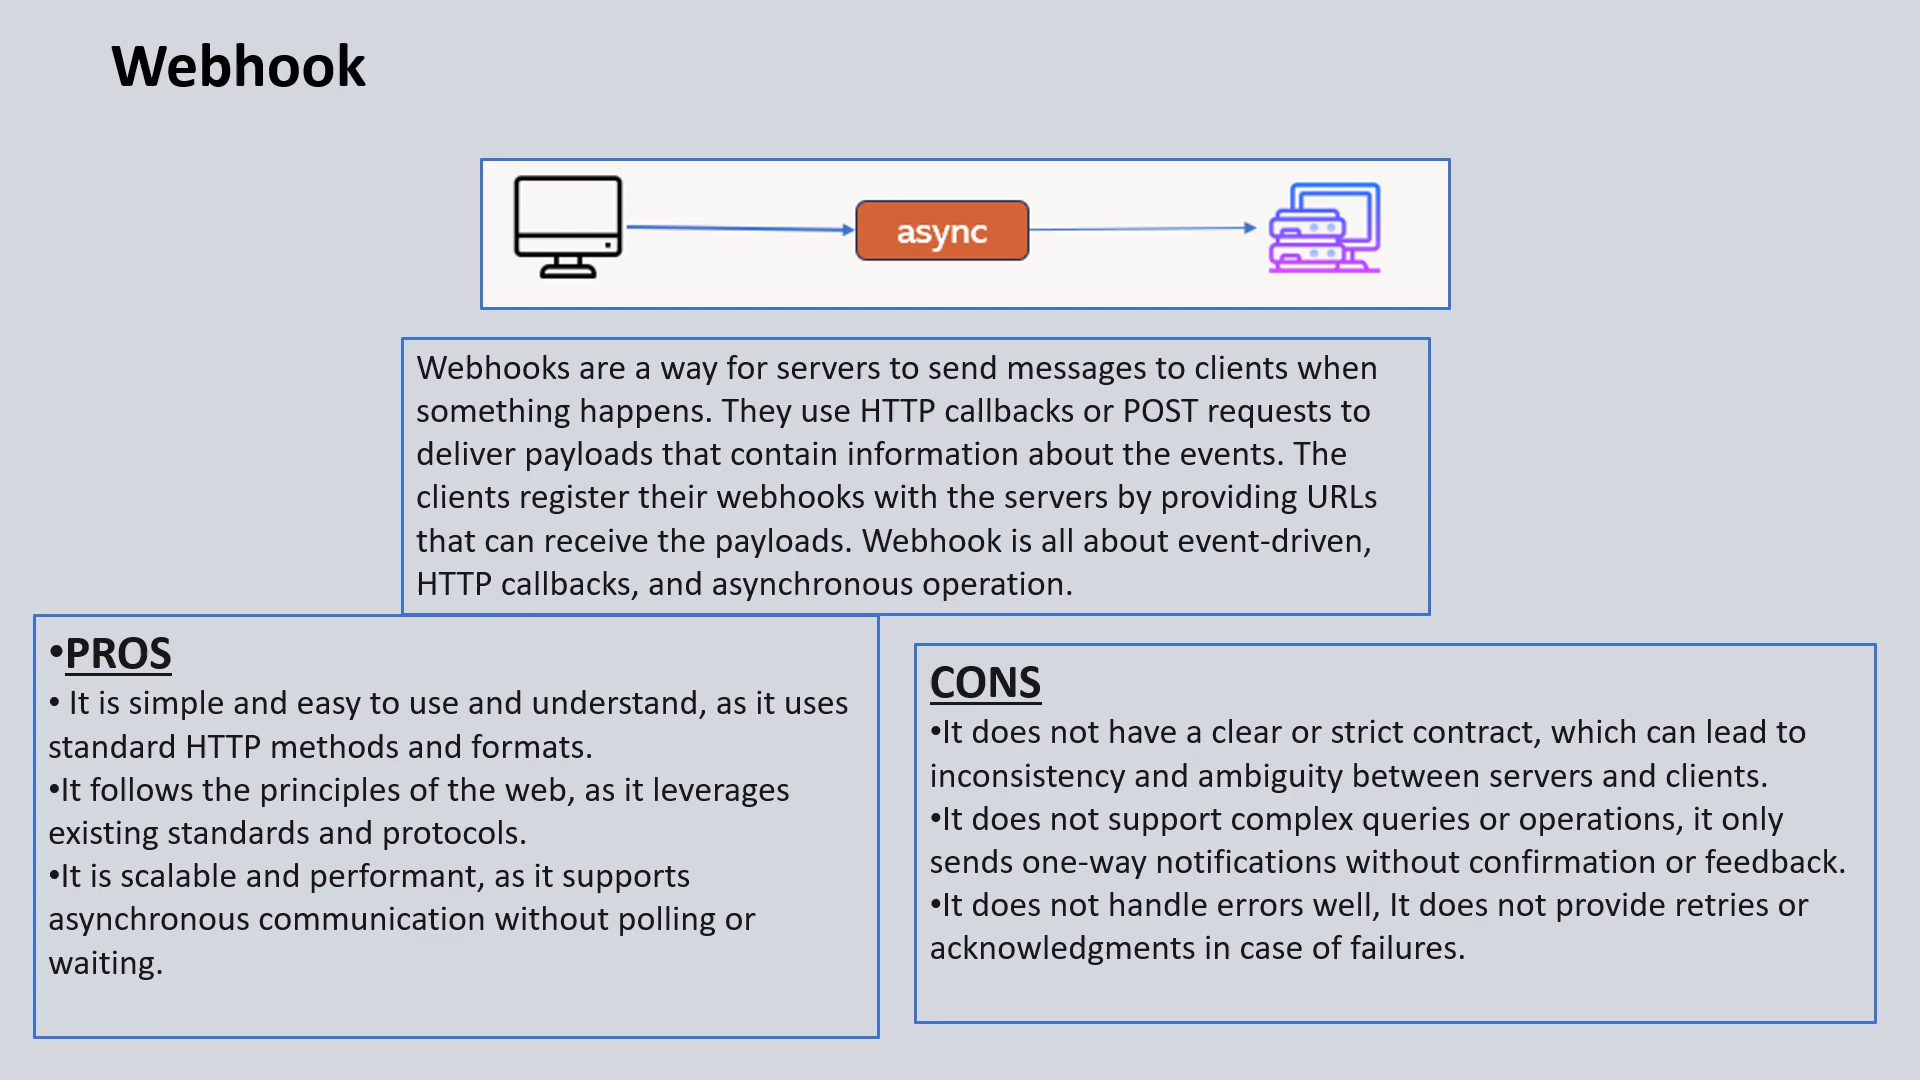 Webhook
async
Webhooks are a way for servers to send messages to clients when
something happens. They use HTTP callbacks or POST requests to
deliver payloads that contain information about the events. The
clients register their webhooks with the servers by providing URLs
that can receive the payloads. Webhook is all about event-driven,
HTTP callbacks, and asynchronous operation.
•PROS
• It is simple and easy to use and understand, as it uses
standard HTTP methods and formats.
•It follows the principles of the web, as it leverages
existing standards and protocols.
•It is scalable and performant, as it supports
asynchronous communication without polling or
waiting.
CONS
•It does not have a clear or strict contract, which can lead to
inconsistency and ambiguity between servers and clients.
•It does not support complex queries or operations, it only
sends one-way notifications without confirmation or feedback.
•It does not handle errors well, It does not provide retries or
acknowledgments in case of failures.